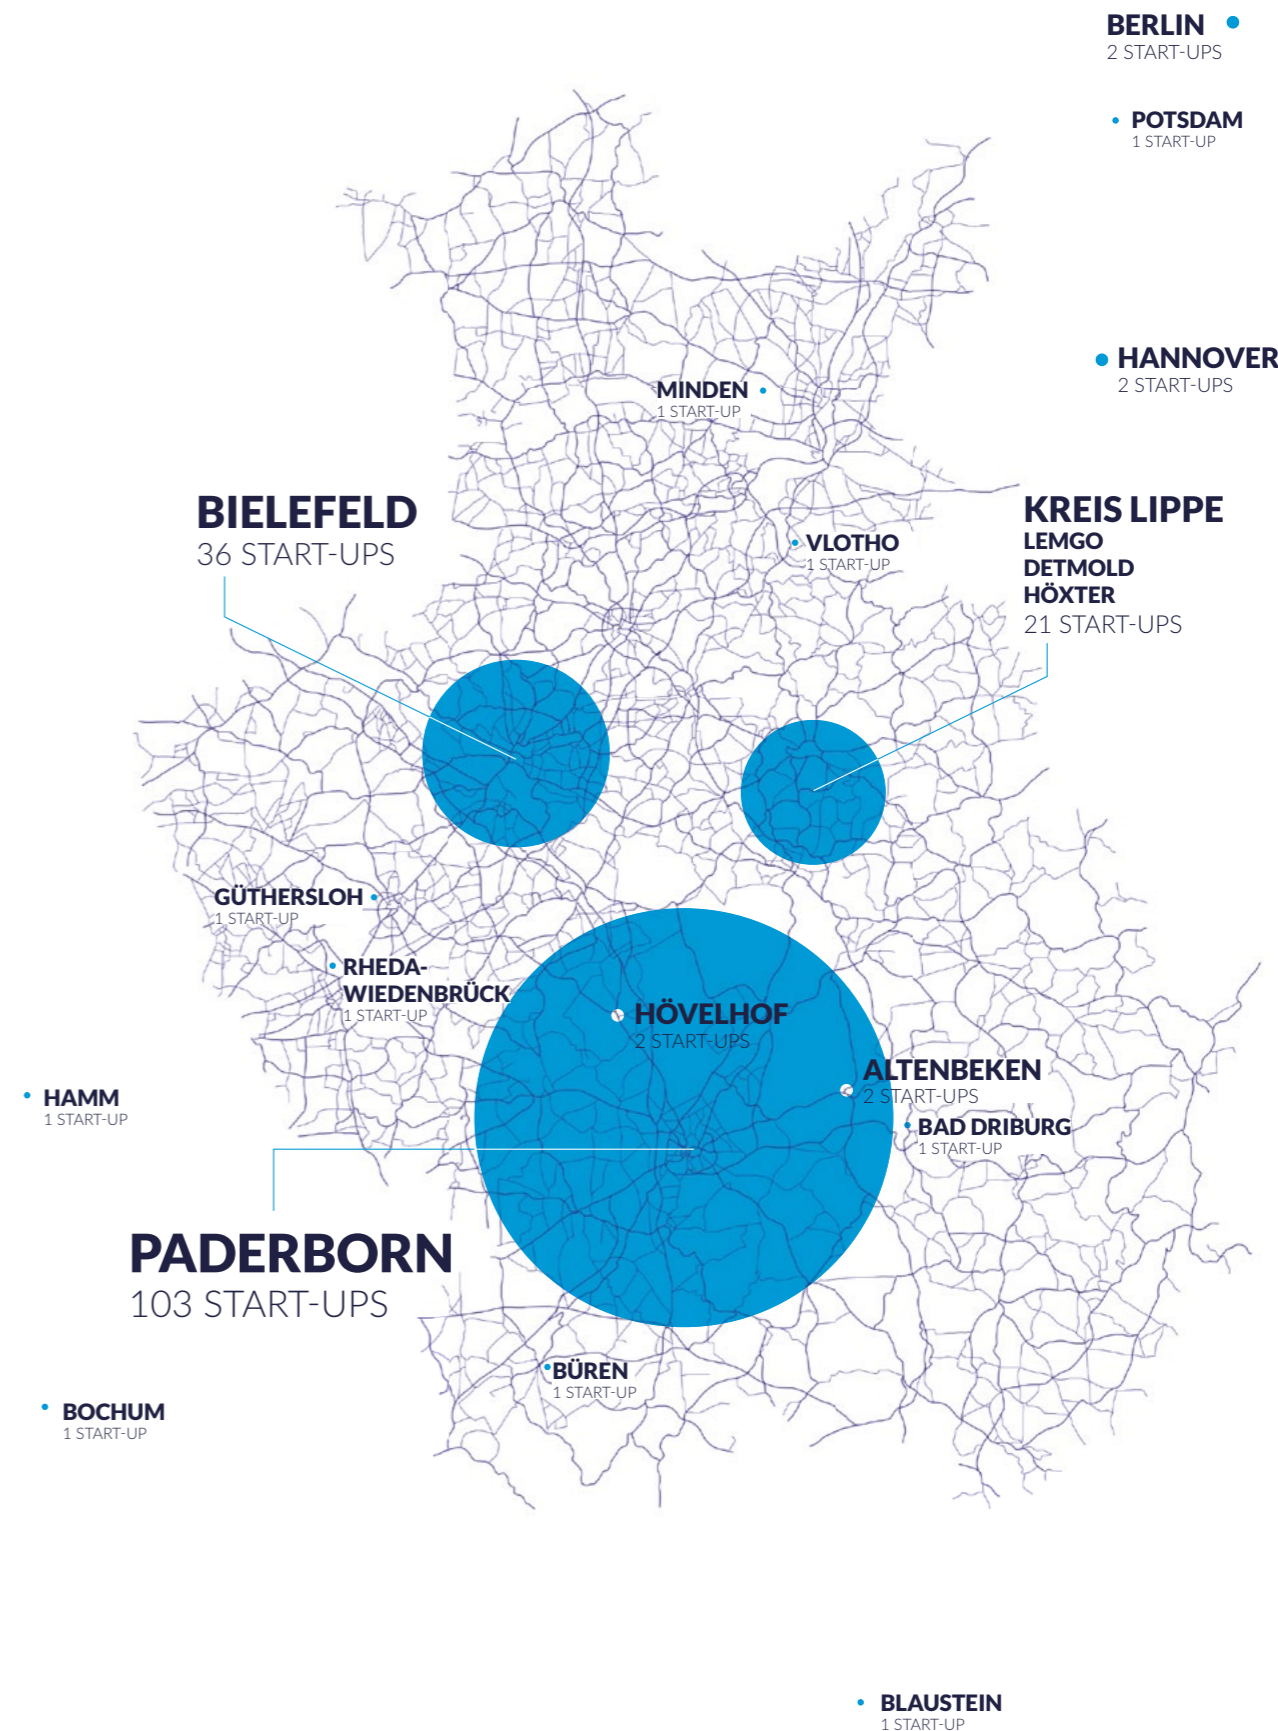 BERLIN
2 START-UPS
POTSDAM
1 START-UP
HANNOVER
2 START-UPS
MINDEN
1 START-UP
BIELEFELD
36 START-UPS
KREIS LIPPE
LEMGO
DETMOLD
HÖXTER
21 START-UPS
VLOTHO
1 START-UP
GÜTHERSLOH
1 START-UP
RHEDA-
WIEDENBRÜCK
1 START-UP
HÖVELHOF
2 START-UPS
ALTENBEKEN
2 START-UPS
HAMM
1 START-UP
BAD DRIBURG
1 START-UP
PADERBORN
103 START-UPS
BÜREN
1 START-UP
BOCHUM
1 START-UP
BLAUSTEIN
1 START-UP